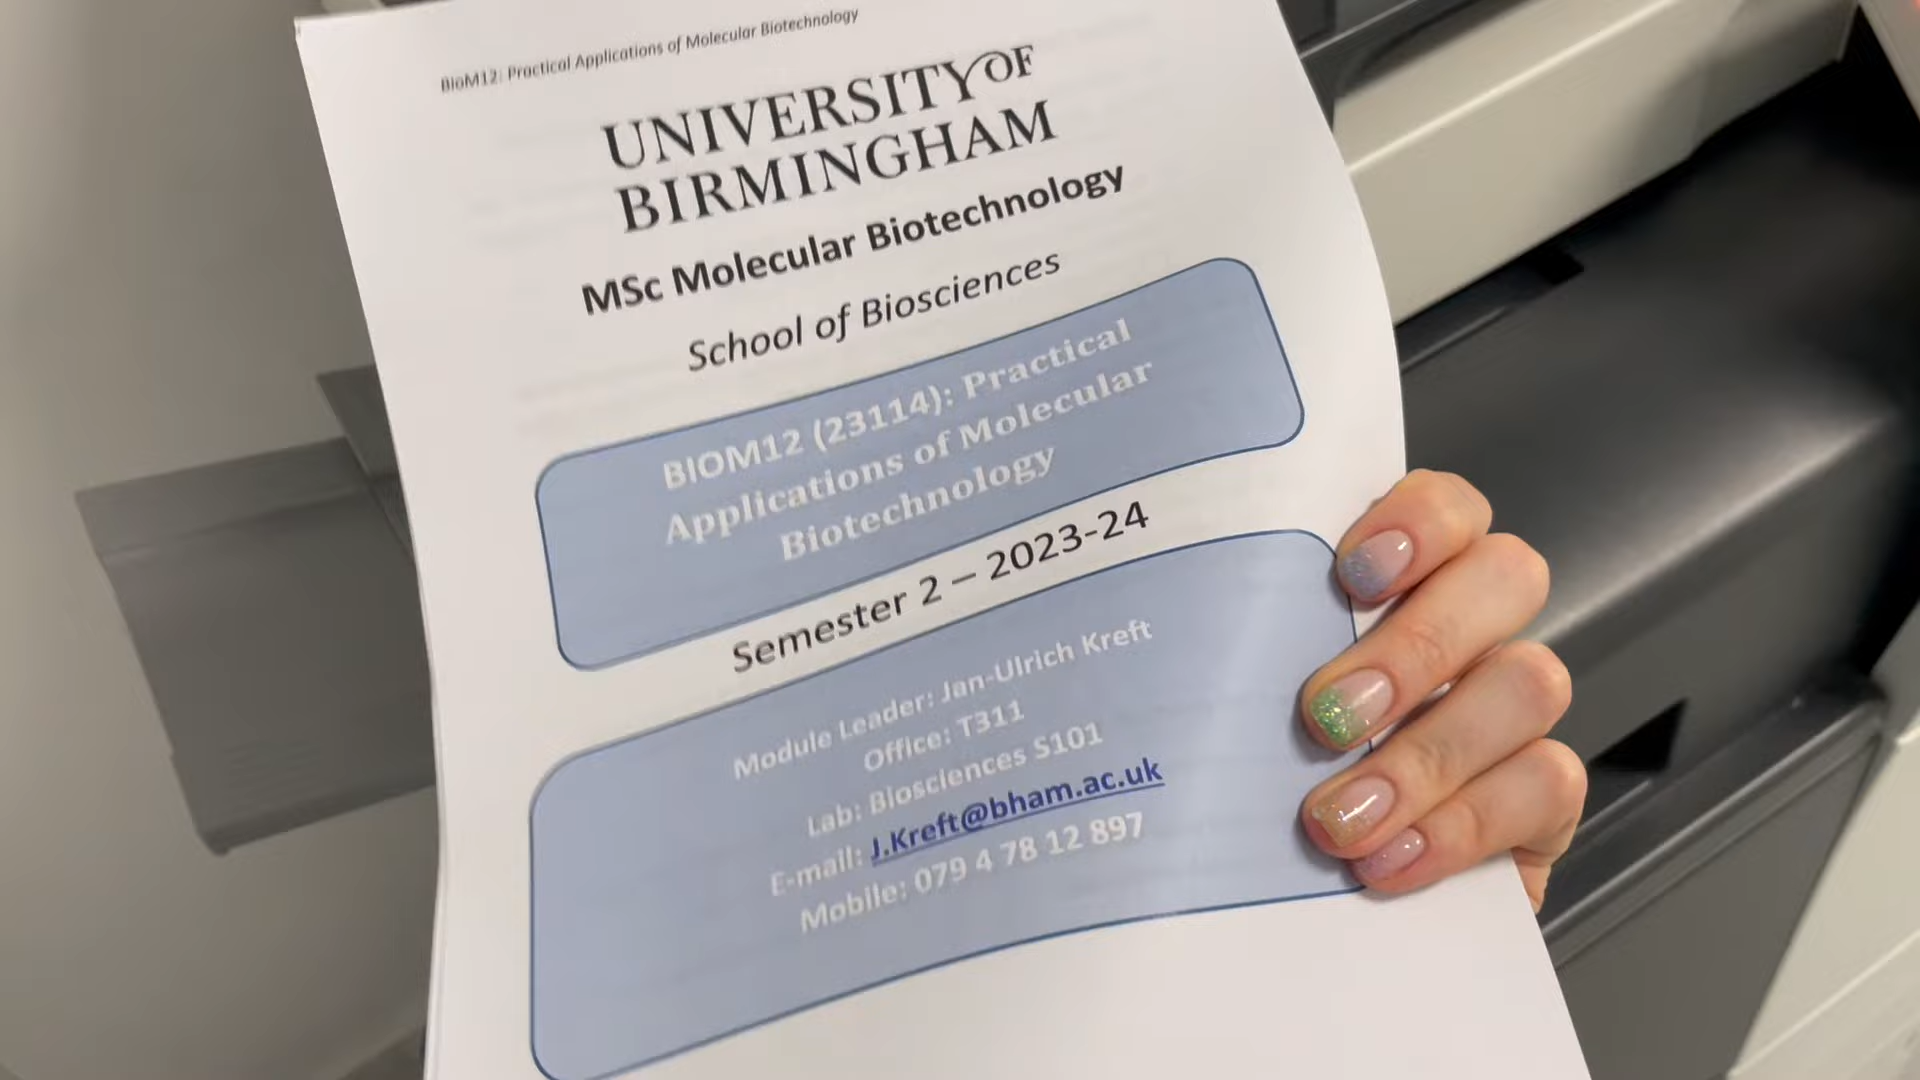 BioM12: Practical Applications of Molecular Biotechnology
UNIVERSITY OF
BIRMINGHAM
MSc Molecular Biotechnology
School of Biosciences
BIOM12 (23114): Practical
Applications of Molecular
Biotechnology
Semester 2 – 2023-24
Module Leader: Jan-Ulrich Kreft
Office: T311
Lab: Biosciences S101
E-mail: J.Kreft@bham.ac.uk
Mobile: 079 4 78 12 897